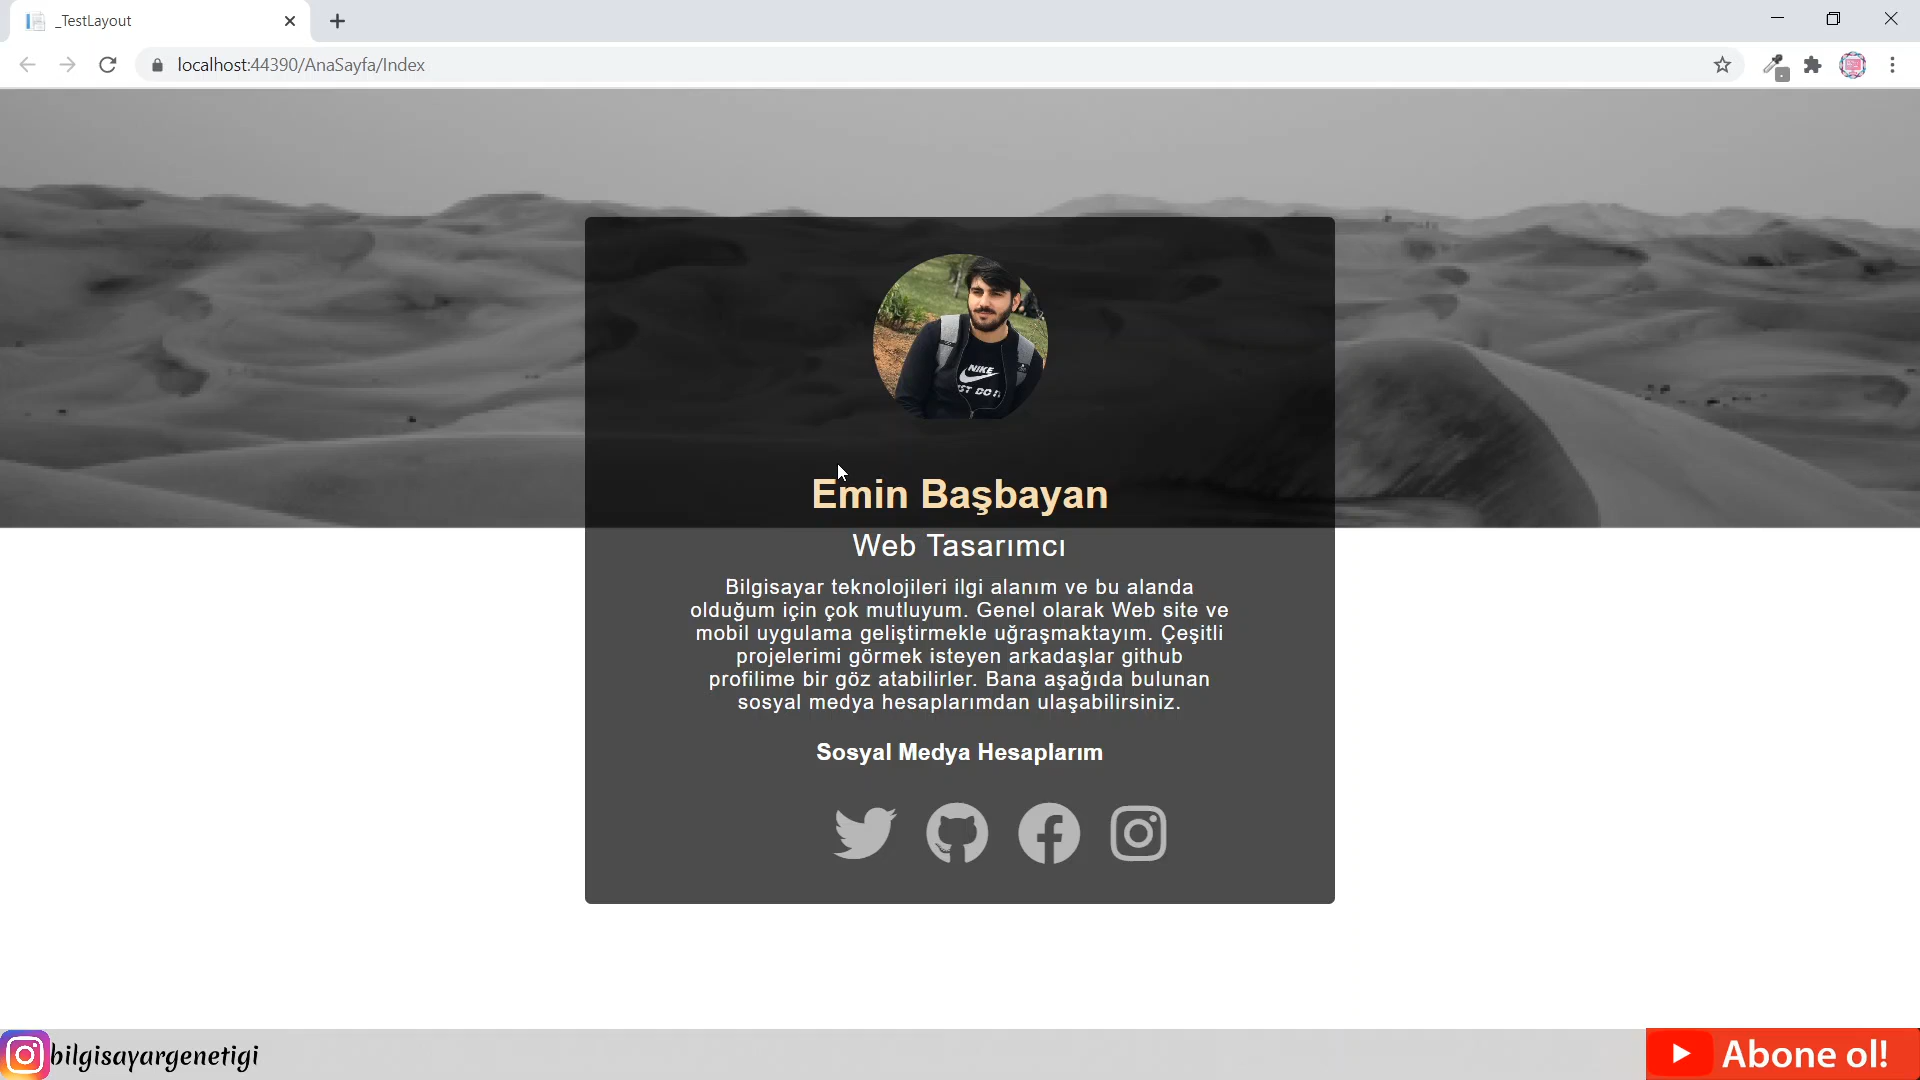 _TestLayout
localhost:44390/AnaSayfa/Index
NIKE
Emin Başbayan
Web Tasarımcı
Bilgisayar teknolojileri ilgi alanım ve bu alanda
olduğum için çok mutluyum. Genel olarak Web site ve
mobil uygulama geliştirmekle uğraşmaktayım. Çeşitli
projelerimi görmek isteyen arkadaşlar github
profilime bir göz atabilirler. Bana aşağıda bulunan
sosyal medya hesaplarımdan ulaşabilirsiniz.
Sosyal Medya Hesaplarım
bilgisayargenetigi
Abone ol!